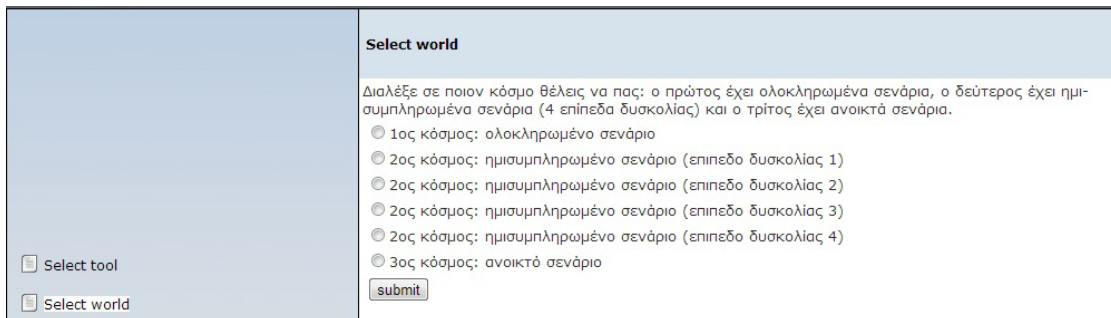 Select world
Διαλέξε σε ποιον κόσμο θέλεις να πας: ο πρώτος έχει ολοκληρωμένα σενάρια, ο δεύτερος έχει ημι-
συμπληρωμένα σενάρια (4 επίπεδα δυσκολίας) και ο τρίτος έχει ανοικτά σενάρια.
1ος κόσμος: ολοκληρωμένο σενάριο
2ος κόσμος: ημισυμπληρωμένο σενάριο (επιπεδο δυσκολίας 1)
2ος κόσμος: ημισυμπληρωμένο σενάριο (επιπεδο δυσκολίας 2)
2ος κόσμος: ημισυμπληρωμένο σενάριο (επιπεδο δυσκολίας 3)
2ος κόσμος: ημισυμπληρωμένο σενάριο (επιπεδο δυσκολίας 4)
3ος κόσμος: ανοικτό σενάριο
submit
Select tool
Select world